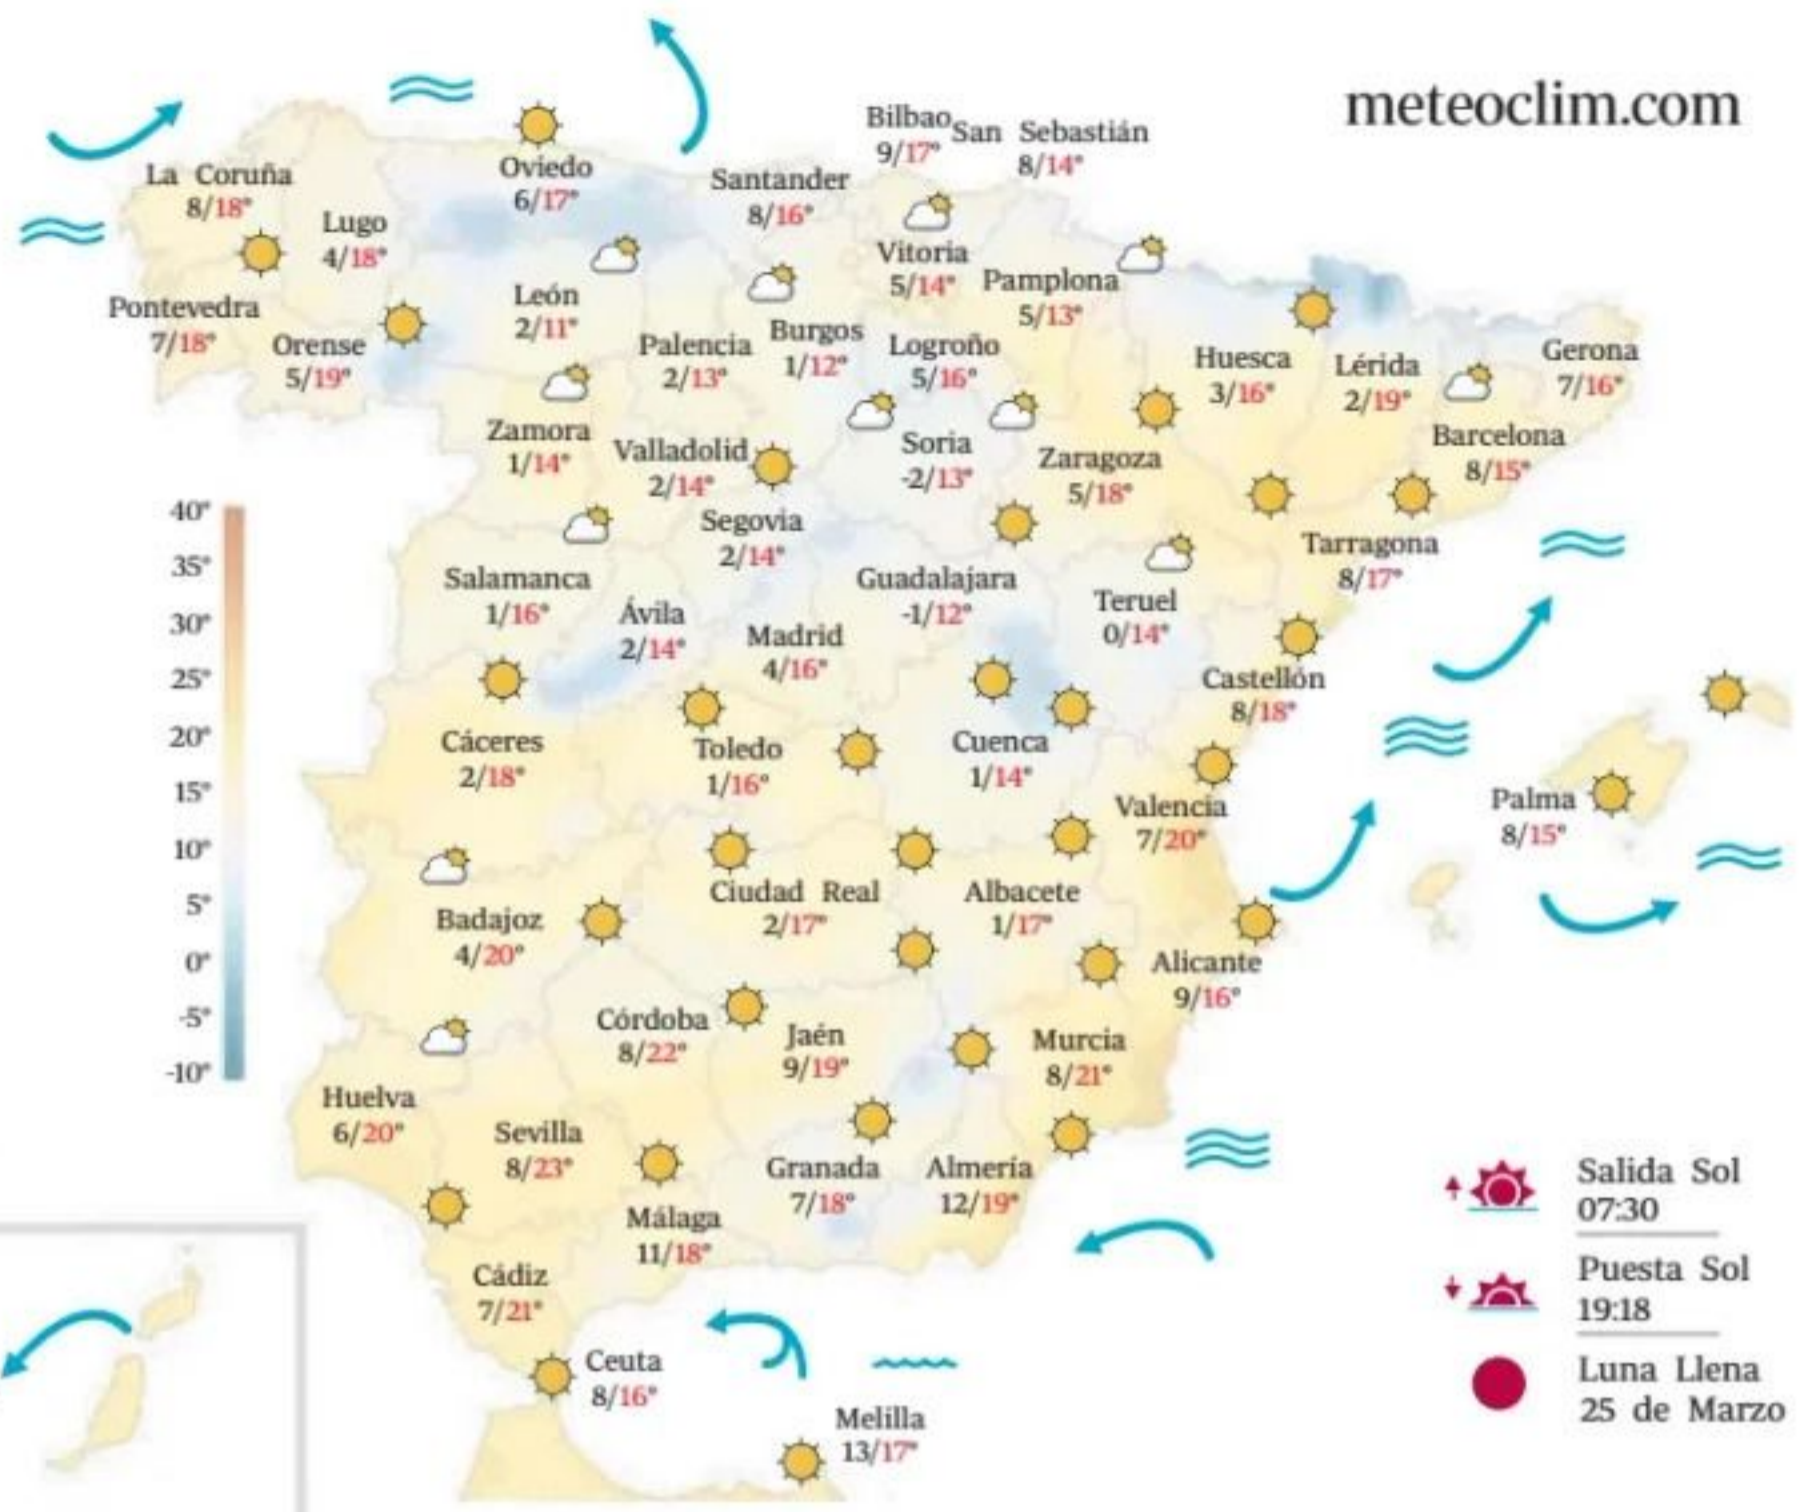 meteoclim.com
Bilbao
9/17°
San Sebastián
8/14°
La Coruña
8/18°
Oviedo
6/17°
Santander
8/16°
Lugo
4/18°
Vitoria
5/14°
Pamplona
5/13°
Pontevedra
7/18°
Orense
5/19°
León
2/11°
Palencia
2/13°
Burgos
1/12°
Logroño
5/16°
Huesca
3/16°
Lérida
2/19°
Gerona
7/16°
Zamora
1/14°
Valladolid
2/14°
Soria
-2/13°
Zaragoza
5/18°
Barcelona
8/15°
Segovia
2/14°
Tarragona
8/17°
Salamanca
1/16°
Ávila
2/14°
Madrid
4/16°
Guadalajara
-1/12°
Teruel
0/14°
Castellón
8/18°
Cáceres
2/18°
Toledo
1/16°
Cuenca
1/14°
Valencia
7/20°
Palma
8/15°
Badajoz
4/20°
Ciudad Real
2/17°
Albacete
1/17°
Alicante
9/16°
Córdoba
8/22°
Jaén
9/19°
Murcia
8/21°
Huelva
6/20°
Sevilla
8/23°
Granada
7/18°
Almería
12/19°
Málaga
11/18°
Cádiz
7/21°
Ceuta
8/16°
Melilla
13/17°
40°
35°
30°
25°
20°
15°
10°
5°
0°
-5°
-10°
Salida Sol
07:30
Puesta Sol
19:18
Luna Llena
25 de Marzo